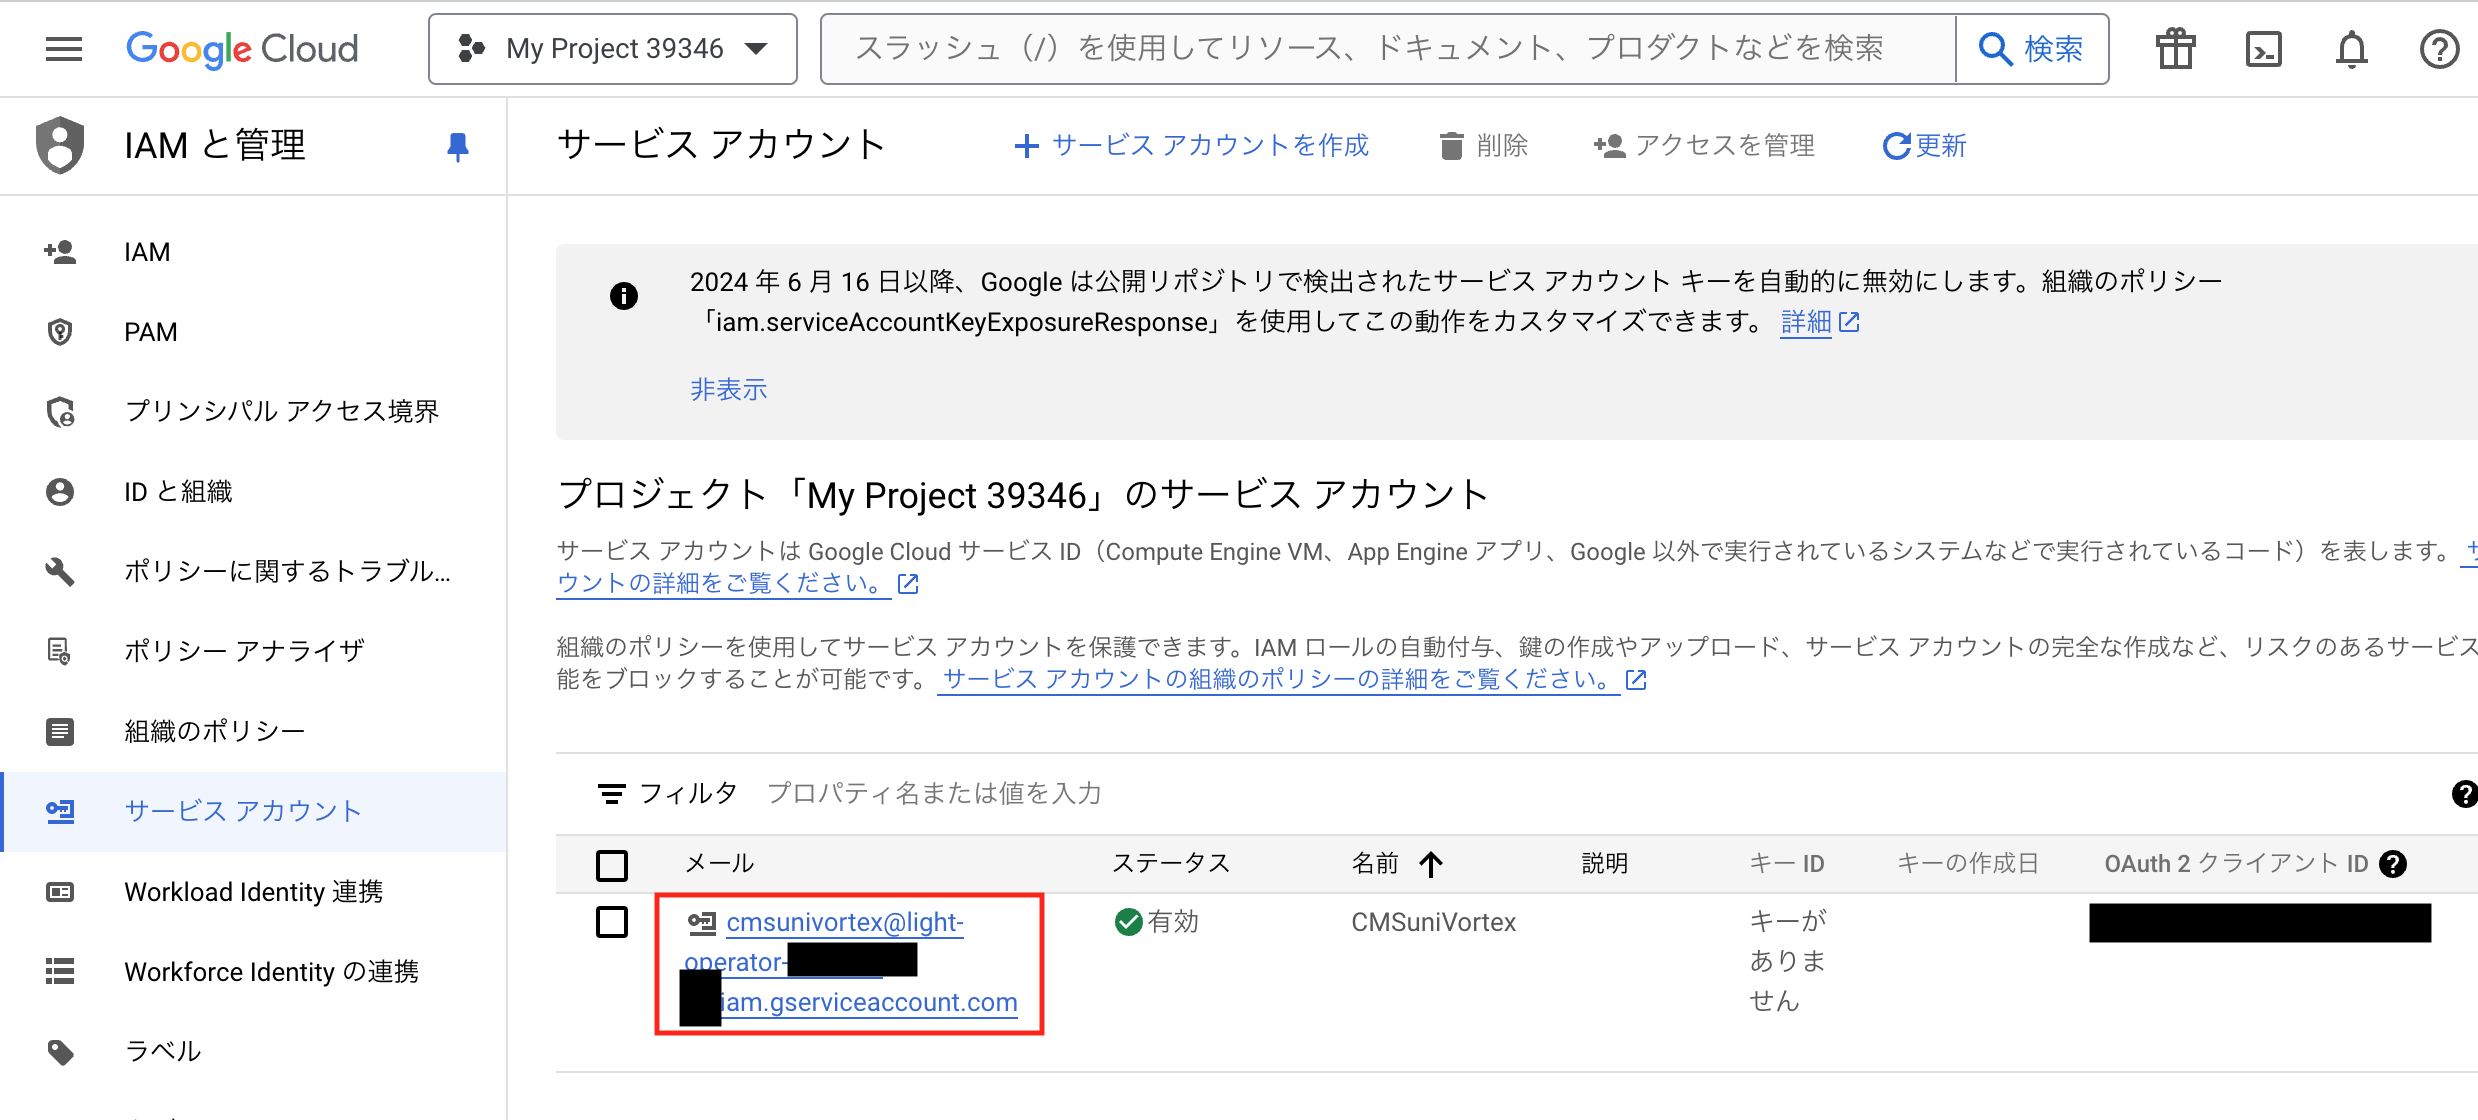 Google Cloud
My Project 39346
スラッシュ（/）を使用してリソース、ドキュメント、プロダクトなどを検索
検索
IAM と管理
サービス アカウント
サービス アカウントを作成
削除
アクセスを管理
更新
IAM
PAM
プリンシパル アクセス境界
ID と組織
ポリシーに関するトラブル...
ポリシー アナライザ
組織のポリシー
サービス アカウント
Workload Identity 連携
Workforce Identity の連携
ラベル
2024 年 6 月 16 日以降、Google は公開リポジトリで検出されたサービス アカウント キーを自動的に無効にします。組織のポリシー
「iam.serviceAccountKeyExposureResponse」を使用してこの動作をカスタマイズできます。 詳細
非表示
プロジェクト「My Project 39346」のサービス アカウント
サービス アカウントは Google Cloud サービス ID（Compute Engine VM、App Engine アプリ、Google 以外で実行されているシステムなどで実行されているコード）を表します。
ウントの詳細をご覧ください。
組織のポリシーを使用してサービス アカウントを保護できます。IAM ロールの自動付与、鍵の作成やアップロード、サービス アカウントの完全な作成など、リスクのあるサービス
能をブロックすることが可能です。 サービス アカウントの組織のポリシーの詳細をご覧ください。
フィルタ プロパティ名または値を入力
メール ステータス 名前 説明 キー ID キーの作成日 OAuth 2 クライアント ID
cmsunivortex@light-
operator-
iam.gserviceaccount.com
有効
CMSuniVortex
キーが
ありま
せん